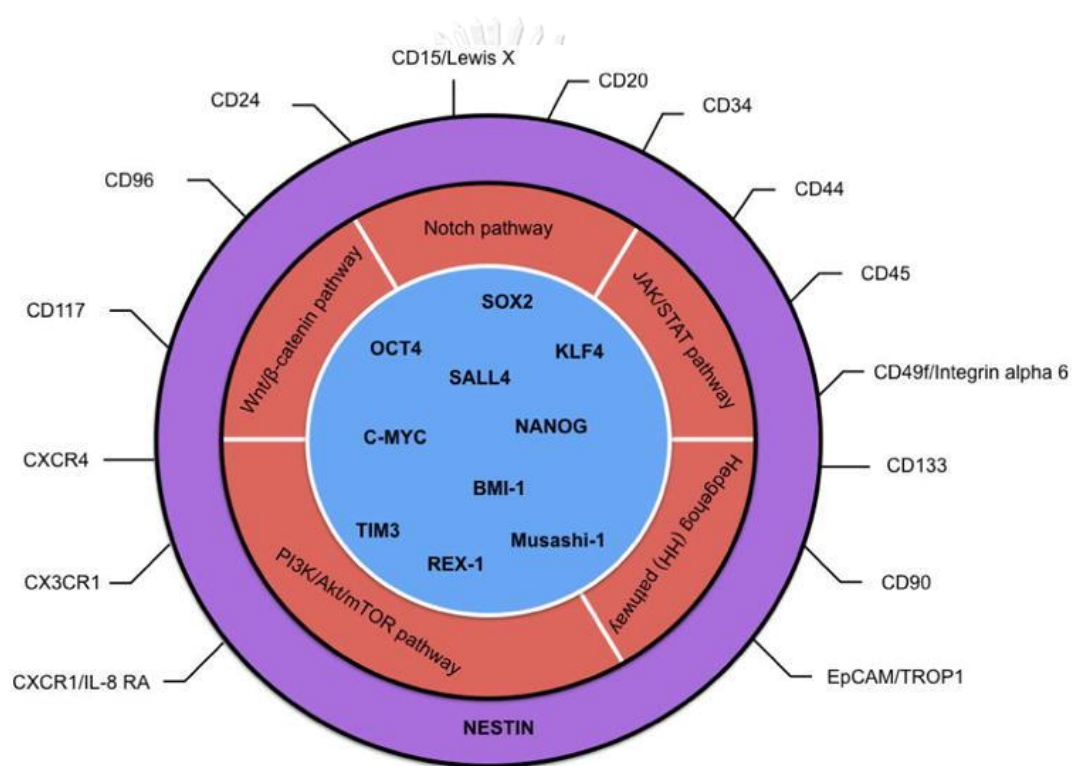 CD15/Lewis X
CD20
CD24
CD34
CD96
CD44
Notch pathway
Wnt/β-catenin pathway
JAK/STAT pathway
CD45
SOX2
OCT4
KLF4
SALL4
CD117
CD49f/Integrin alpha 6
C-MYC
NANOG
CXCR4
CD133
BMI-1
TIM3
Musashi-1
REX-1
Hedgehog (HH) pathway
PI3K/Akt/mTOR pathway
CX3CR1
CD90
CXCR1/IL-8 RA
EpCAM/TROP1
NESTIN